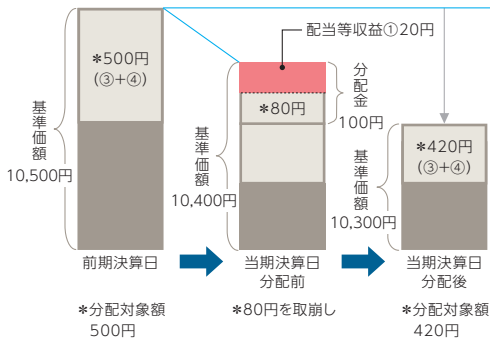 *500円
(③+④)
基準価額
10,500円
前期決算日
*分配対象額
500円
配当等収益①20円
分配金
100円
*80円
基準価額
10,400円
当期決算日
分配前
*80円を取崩し
*420円
(③+④)
基準価額
10,300円
当期決算日
分配後
*分配対象額
420円